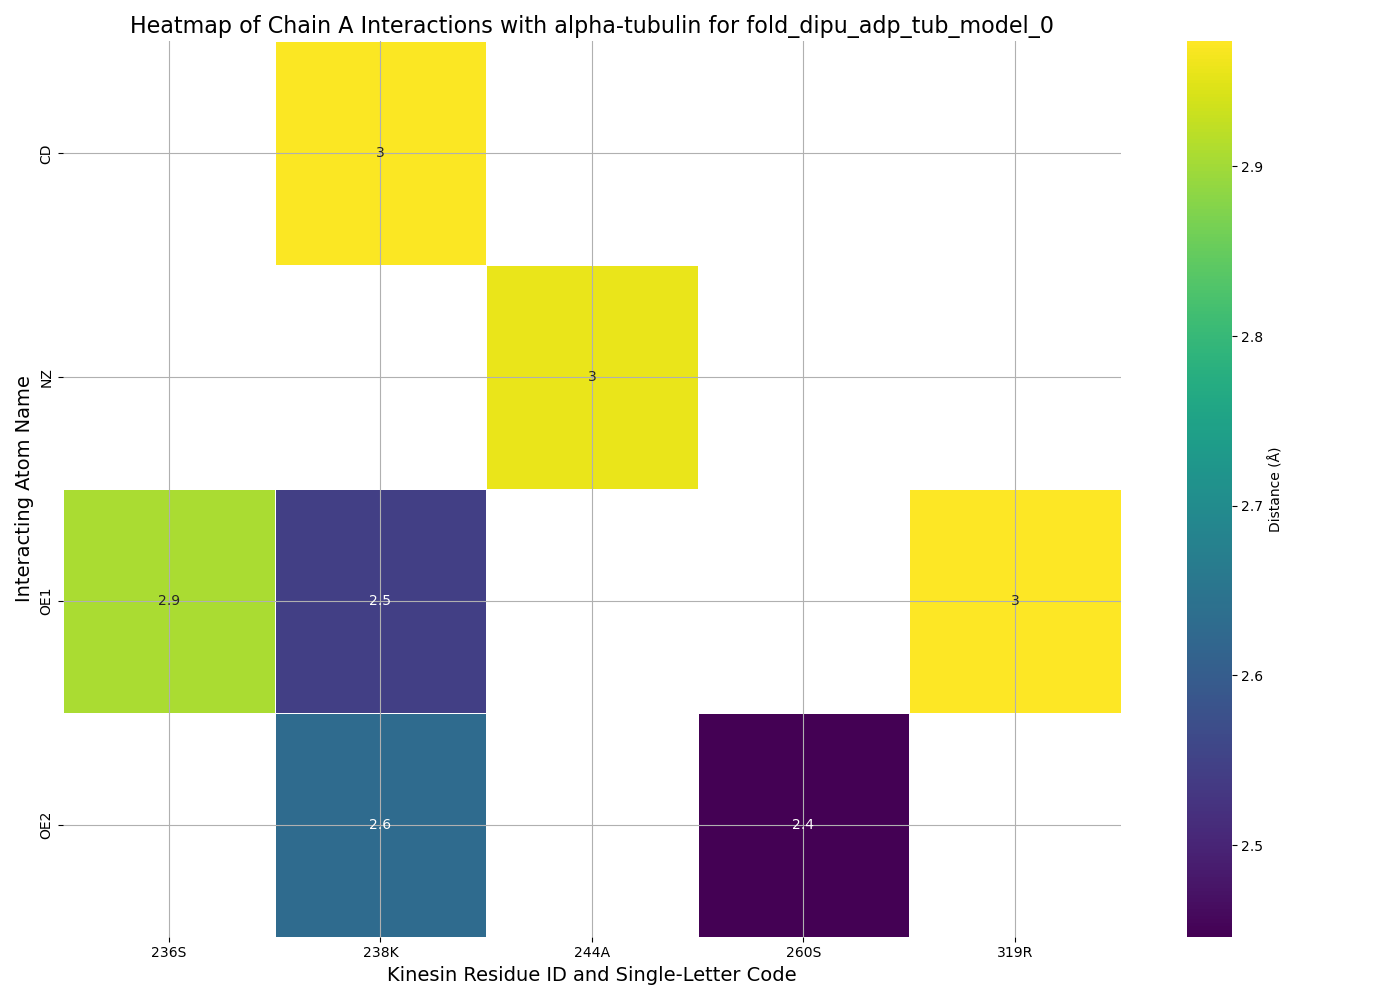 Heatmap of Chain A Interactions with alpha-tubulin for fold_dipu_adp_tub_model_0
Interacting Atom Name
CD
NZ
OE1
OE2
3
3
2.9
2.5
3
2.6
2.4
236S
238K
244A
260S
319R
Kinesin Residue ID and Single-Letter Code
2.9
2.8
2.7
2.6
2.5
Distance (Å)